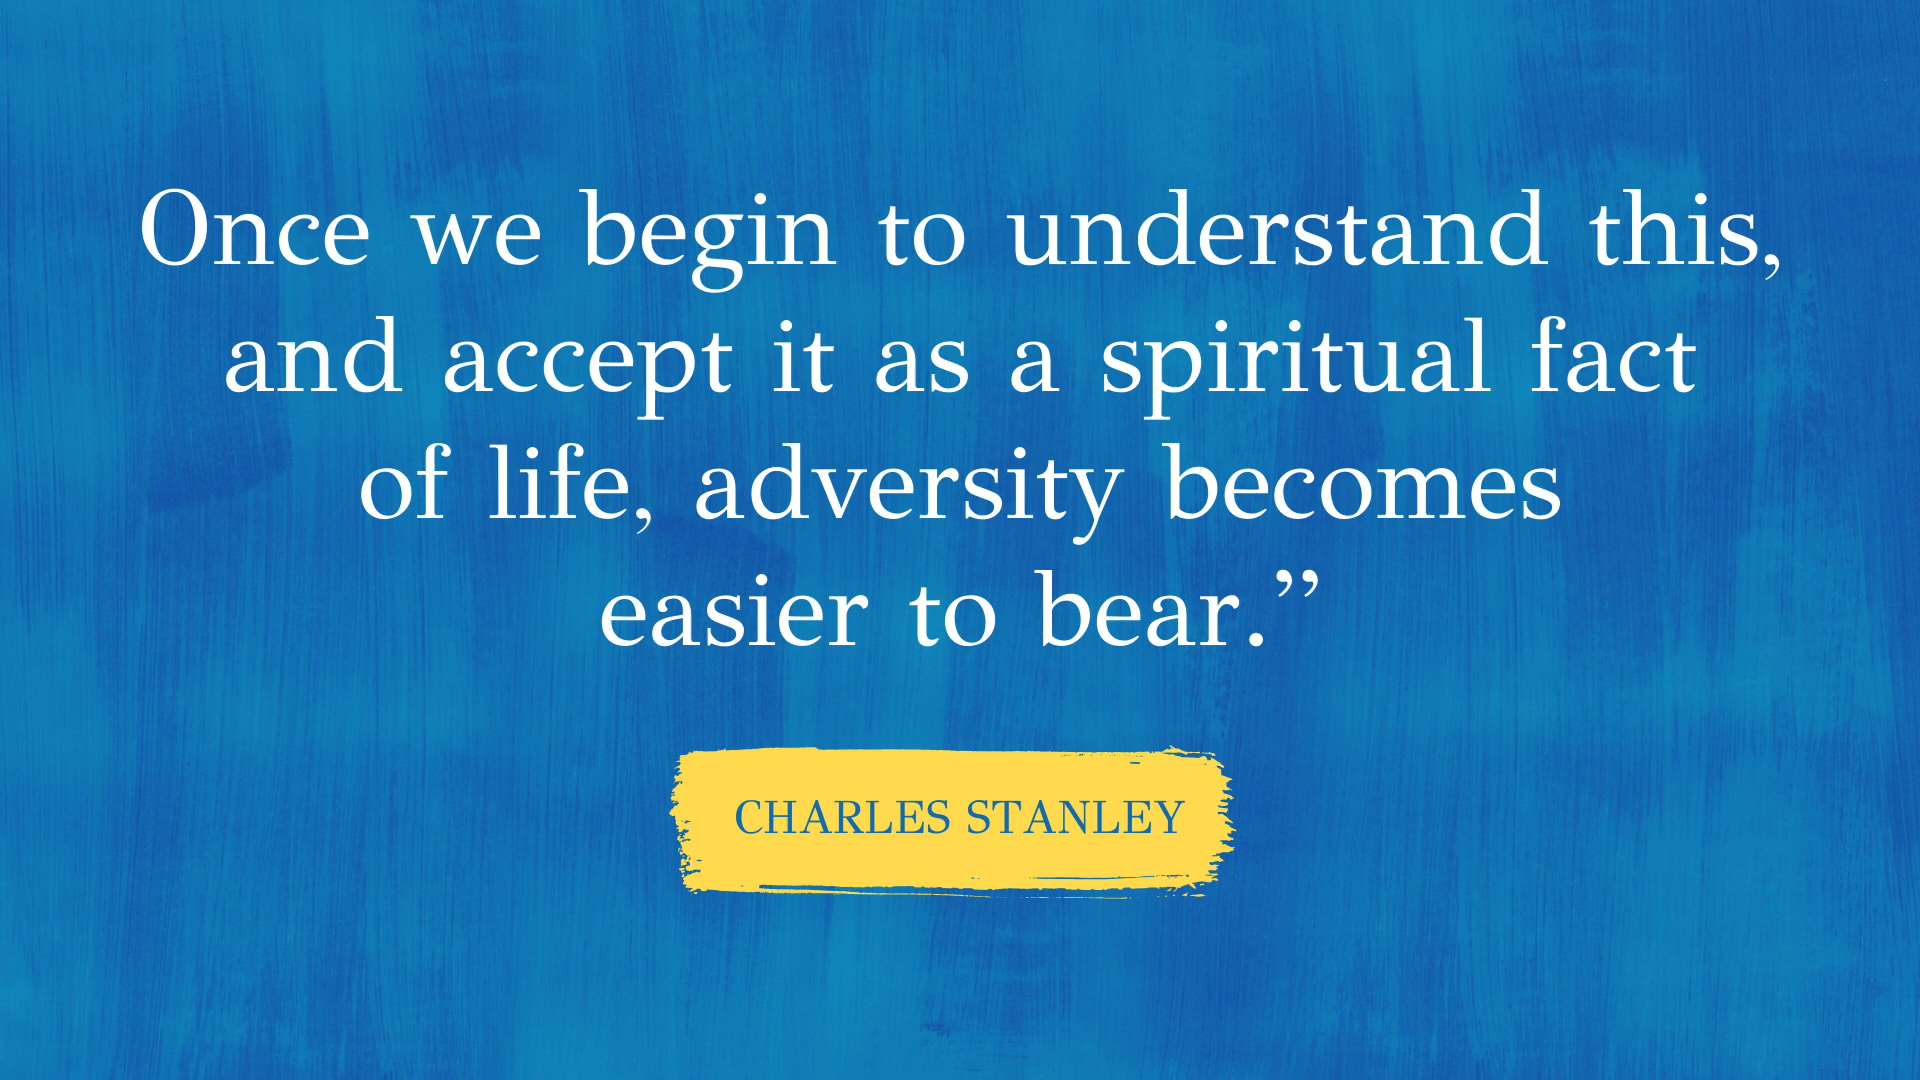 Once we begin to understand this,
and accept it as a spiritual fact
of life, adversity becomes
easier to bear.”
CHARLES STANLEY